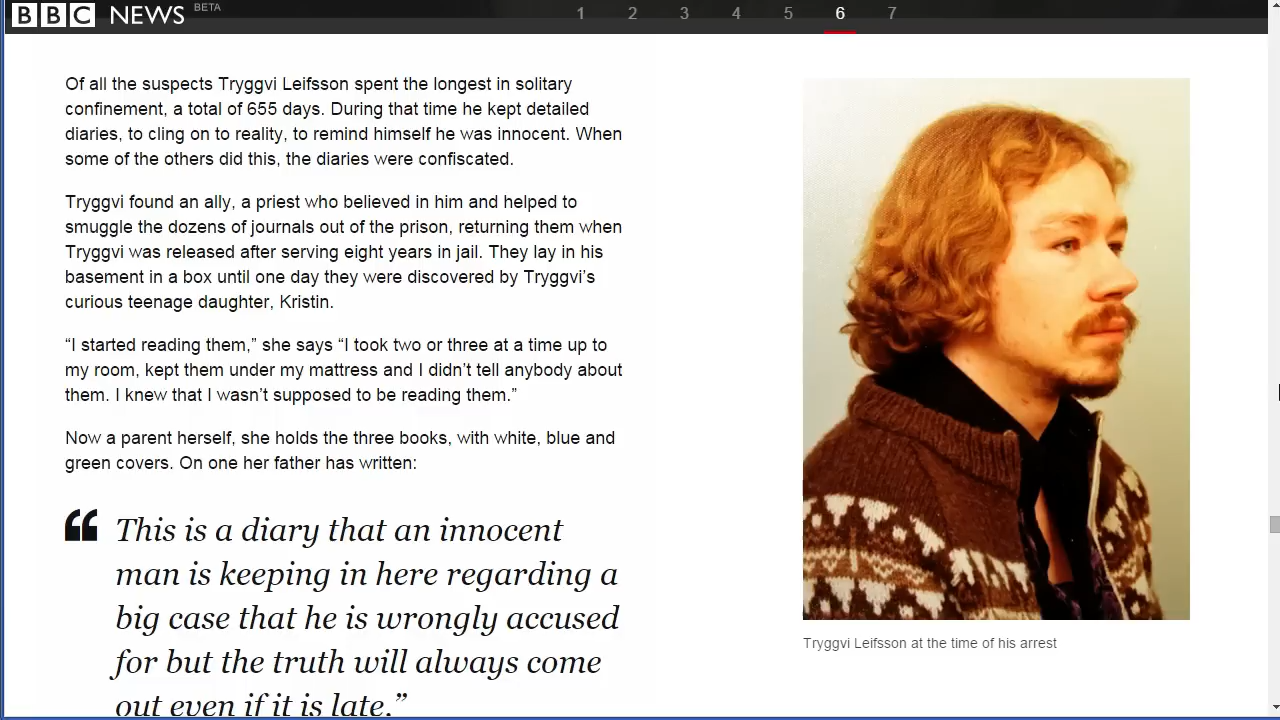 BBC NEWS BETA
1 2 3 4 5 6 7
Of all the suspects Tryggvi Leifsson spent the longest in solitary
confinement, a total of 655 days. During that time he kept detailed
diaries, to cling on to reality, to remind himself he was innocent. When
some of the others did this, the diaries were confiscated.
Tryggvi found an ally, a priest who believed in him and helped to
smuggle the dozens of journals out of the prison, returning them when
Tryggvi was released after serving eight years in jail. They lay in his
basement in a box until one day they were discovered by Tryggvi’s
curious teenage daughter, Kristin.
“I started reading them,” she says “I took two or three at a time up to
my room, kept them under my mattress and I didn’t tell anybody about
them. I knew that I wasn’t supposed to be reading them.”
Now a parent herself, she holds the three books, with white, blue and
green covers. On one her father has written:
“ This is a diary that an innocent
man is keeping in here regarding a
big case that he is wrongly accused
for but the truth will always come
out even if it is late.”
Tryggvi Leifsson at the time of his arrest